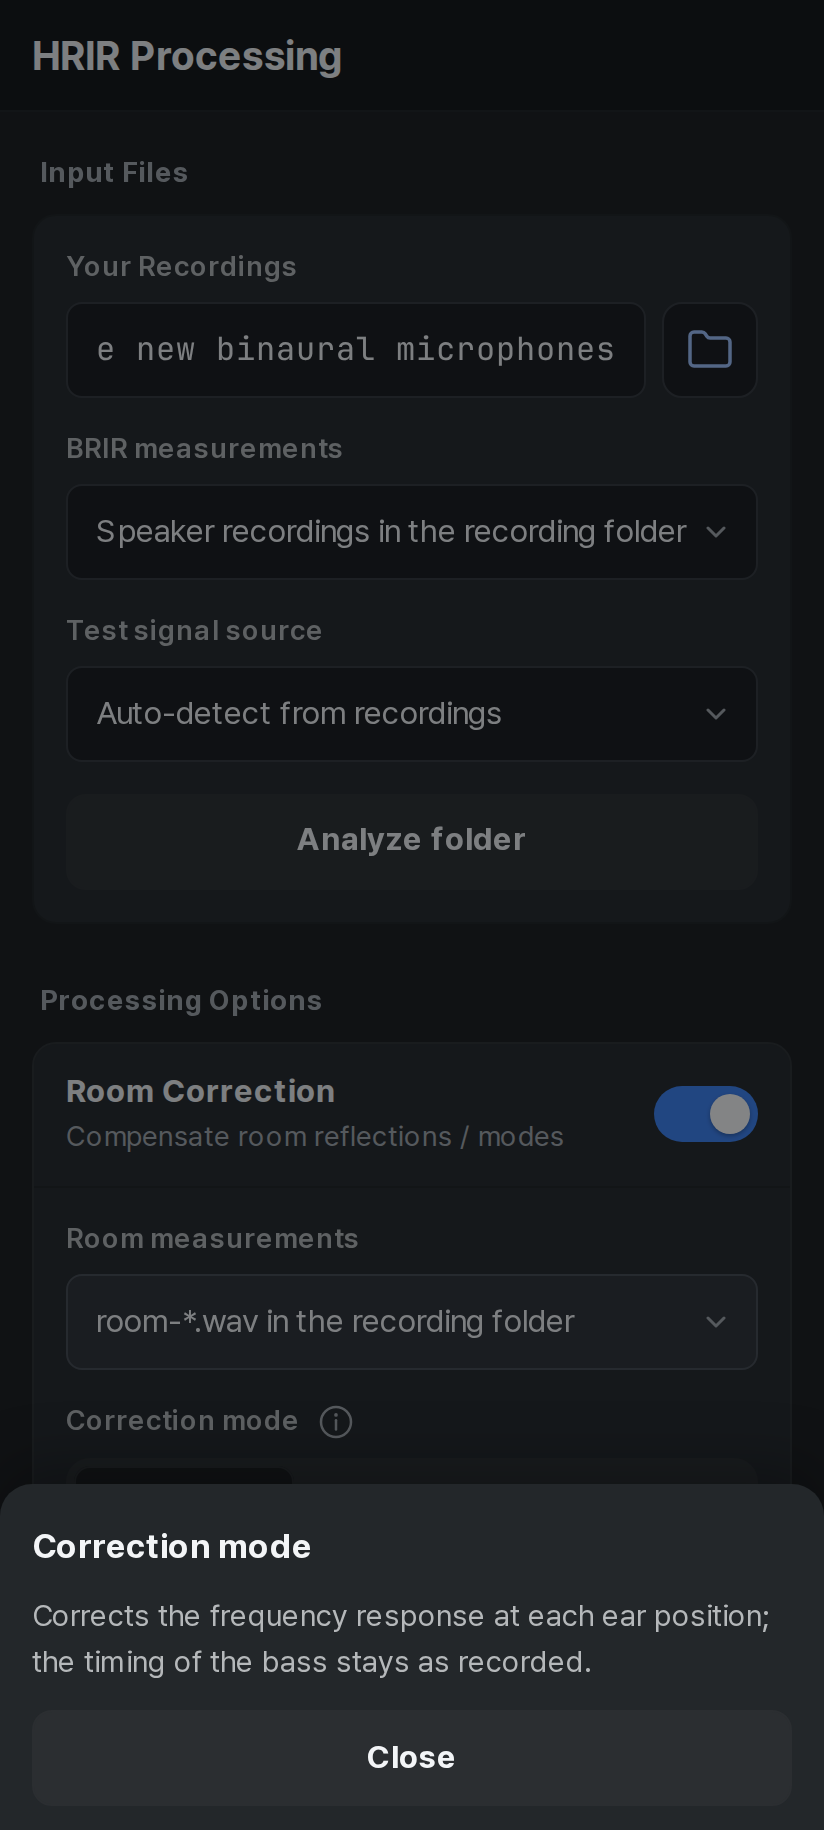 HRIR Processing
Input Files
Your Recordings
e new binaural microphones
BRIR measurements
Speaker recordings in the recording folder
Test signal source
Auto-detect from recordings
Analyze folder
Processing Options
Room Correction
Compensate room reflections / modes
Room measurements
room-*.wav in the recording folder
Correction mode
Correction mode
Corrects the frequency response at each ear position;
the timing of the bass stays as recorded.
Close